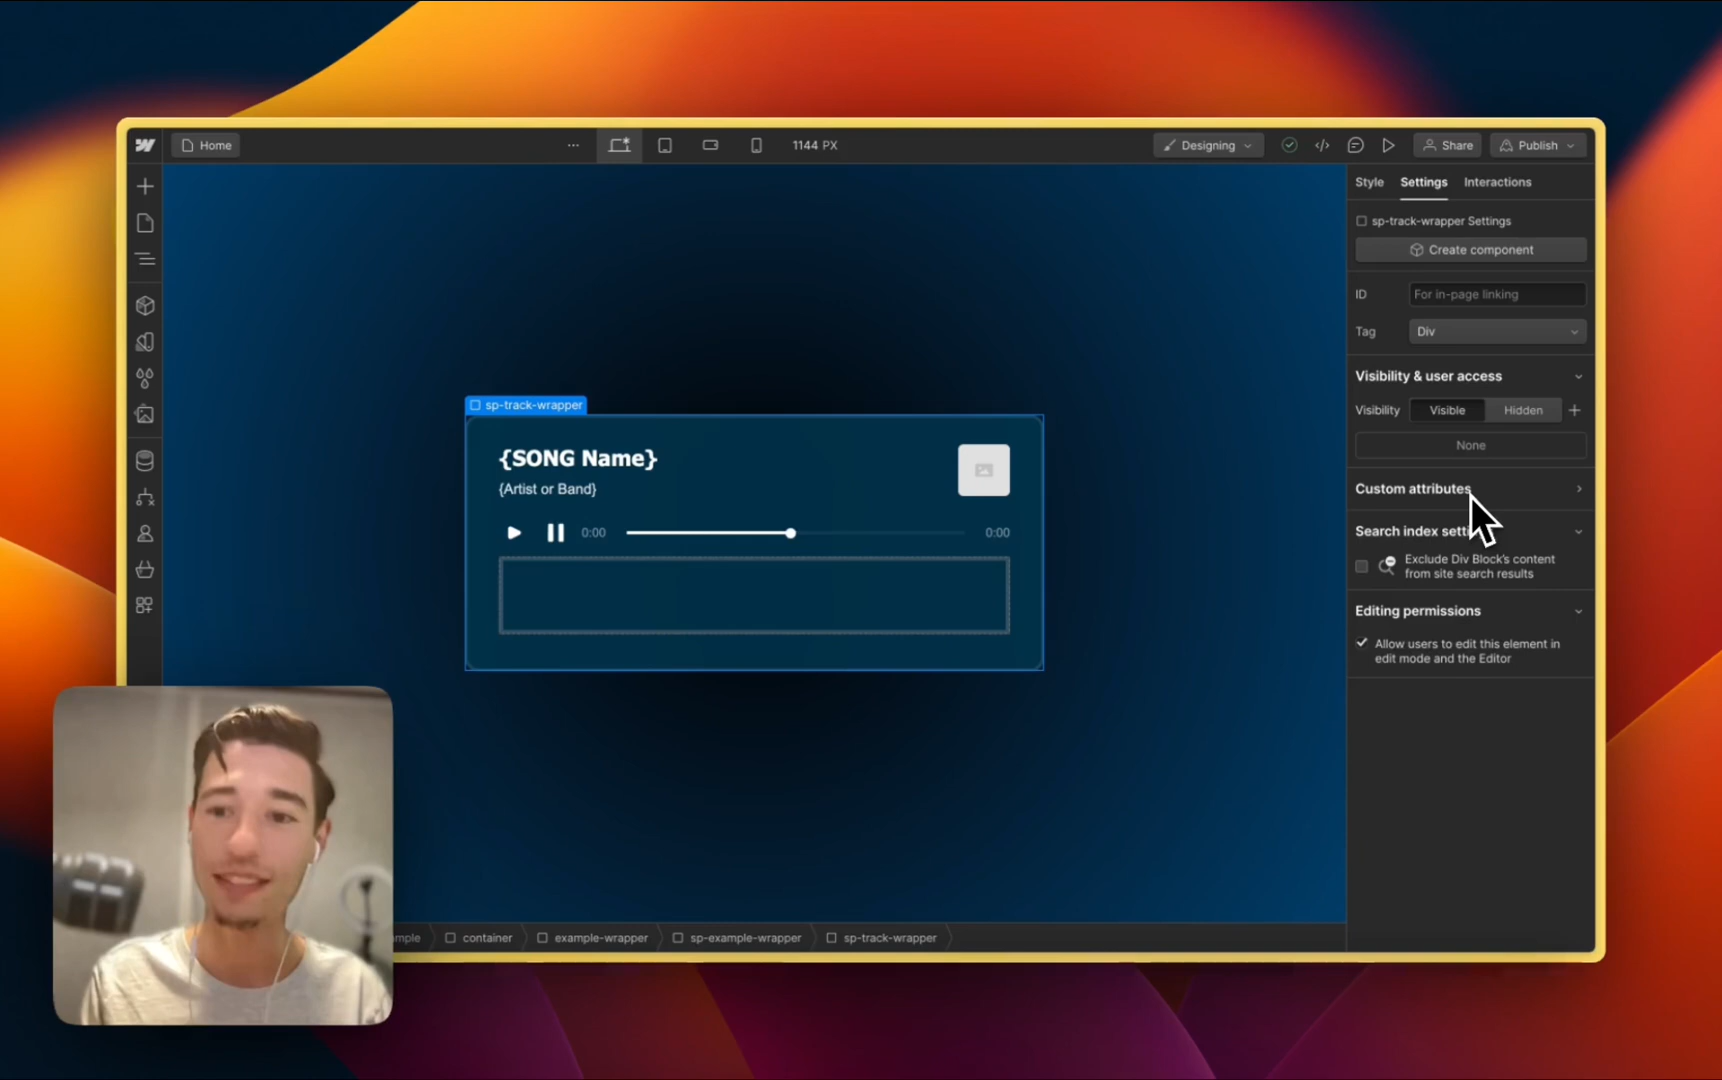 Home
...
1144 PX
Designing
Share
Publish
Style
Settings
Interactions
sp-track-wrapper Settings
Create component
ID
For in-page linking
Tag
Div
Visibility & user access
Visibility
Visible
Hidden
None
Custom attributes
Search index setti
Exclude Div Block's content
from site search results
Editing permissions
Allow users to edit this element in
edit mode and the Editor
sp-track-wrapper
{SONG Name}
{Artist or Band}
0:00
0:00
mple
container
example-wrapper
sp-example-wrapper
sp-track-wrapper